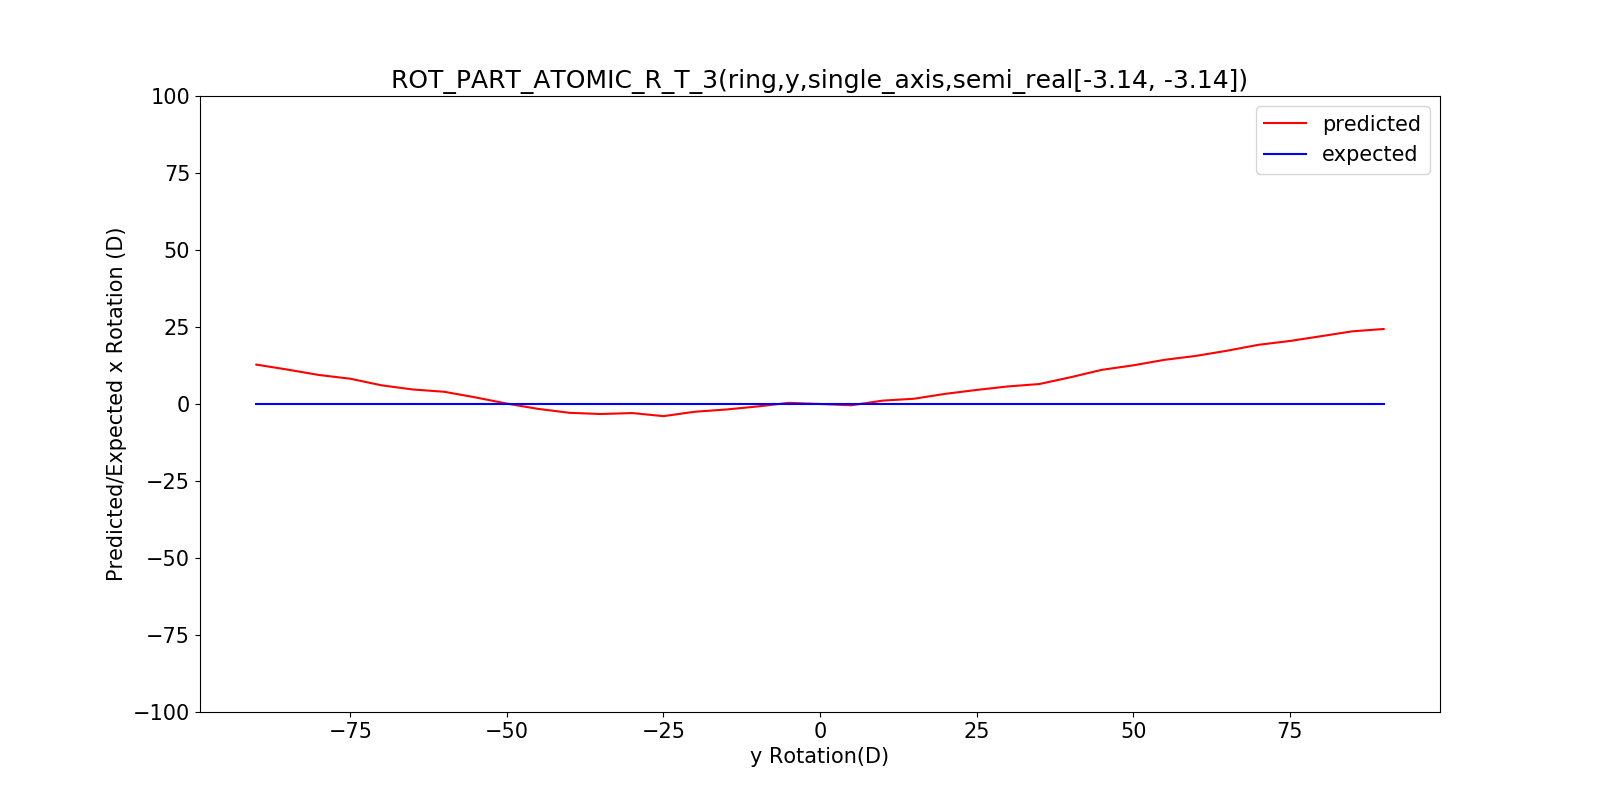 ROT_PART_ATOMIC_R_T_3(ring,y,single_axis,semi_real[-3.14, -3.14])
predicted
expected
Predicted/Expected x Rotation (D)
100
75
50
25
0
−25
−50
−75
−100
−75 −50 −25 0 25 50 75
y Rotation(D)